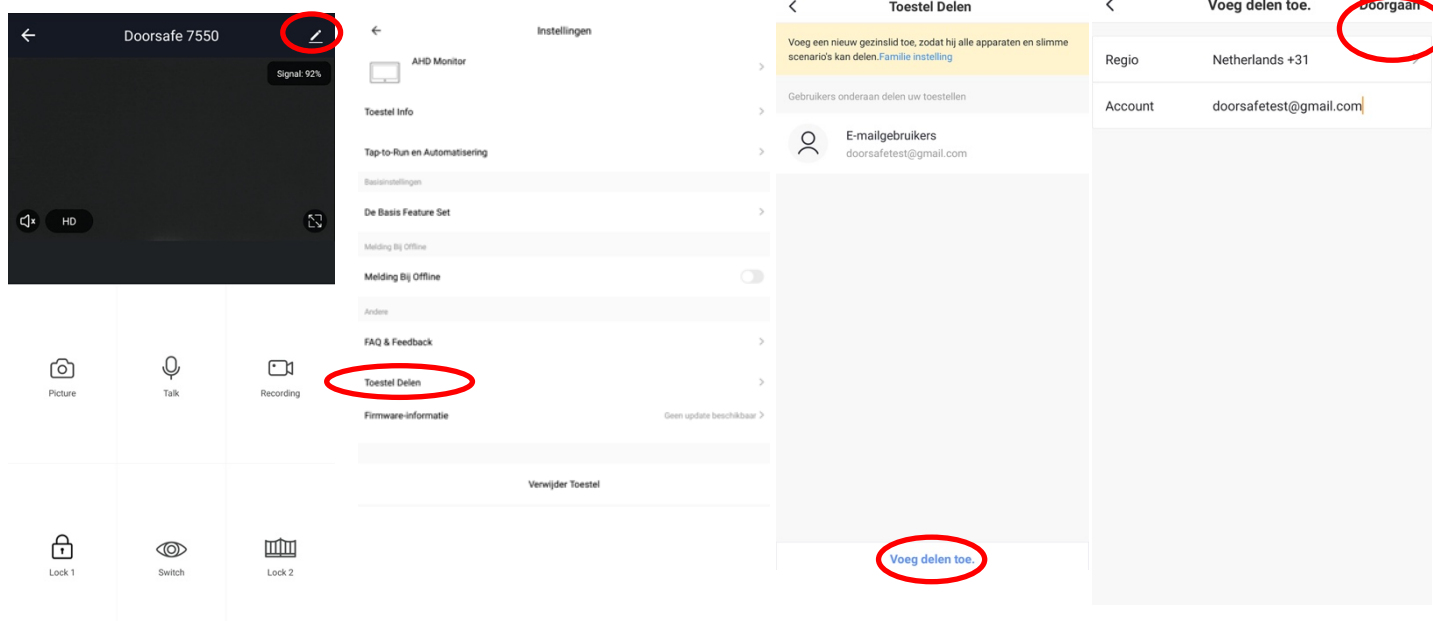 Doorsafe 7550
Signal: 92%
HD
Picture
Talk
Recording
Lock 1
Switch
Lock 2
Instellingen
AHD Monitor
Toestel Info
Tap-to-Run en Automatisering
Basisinstellingen
De Basis Feature Set
Melding Bij Offline
Melding Bij Offline
Andere
FAQ & Feedback
Toestel Delen
Firmware-informatie
Geen update beschikbaar
Verwijder Toestel
Toestel Delen
Voeg een nieuw gezinslid toe, zodat hij alle apparaten en slimme
scenario's kan delen.Familie instelling
Gebruikers onderaan delen uw toestellen
E-mailgebruikers
doorsafetest@gmail.com
Voeg delen toe.
Voeg delen toe.
Doorgaan
Regio
Netherlands +31
Account
doorsafetest@gmail.com